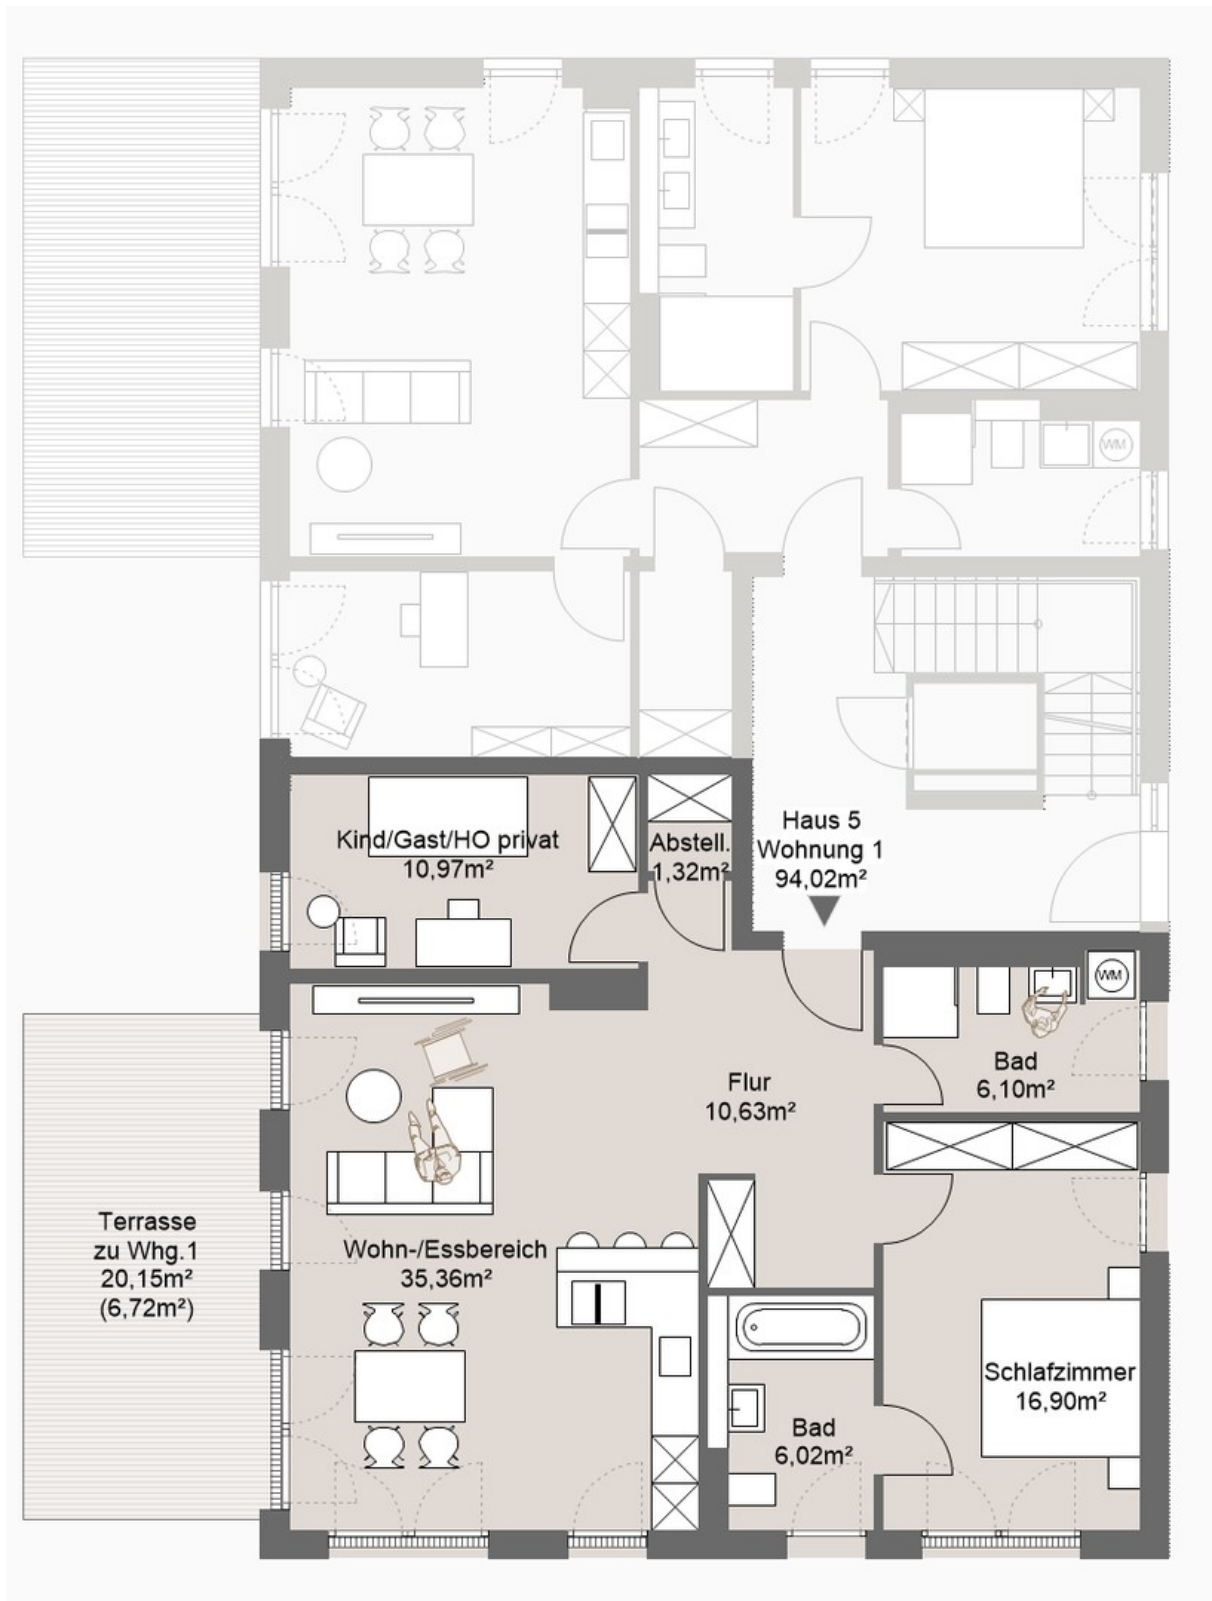 WM
Haus 5
Wohnung 1
94,02m²
Kind/Gast/HO privat
10,97m²
Abstell.
1,32m²
WM
Bad
6,10m²
Flur
10,63m²
Terrasse
zu Whg.1
20,15m²
(6,72m²)
Wohn-/Essbereich
35,36m²
Schlafzimmer
16,90m²
Bad
6,02m²